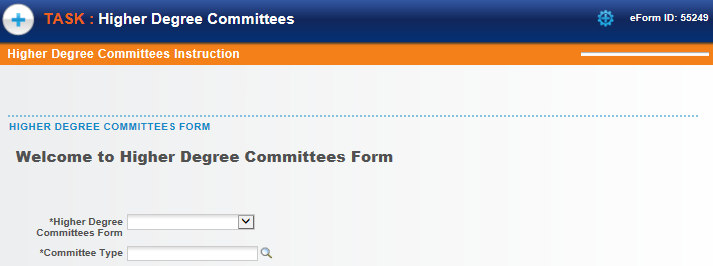 TASK : Higher Degree Committees
eForm ID: 55249
Higher Degree Committees Instruction
HIGHER DEGREE COMMITTEES FORM
Welcome to Higher Degree Committees Form
*Higher Degree
Committees Form
*Committee Type